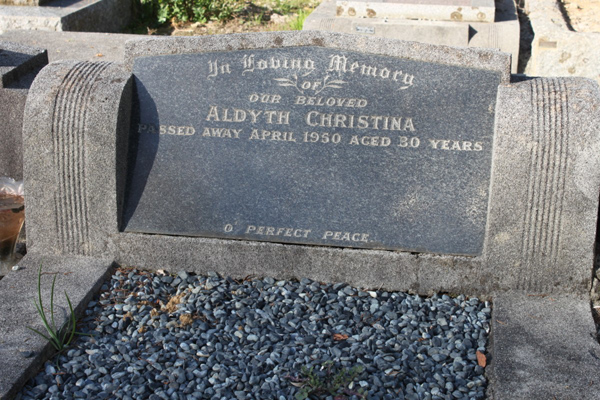 In Loving Memory
OF
OUR BELOVED
ALDYTH CHRISTINA
PASSED AWAY APRIL 1950 AGED 30 YEARS
O' PERFECT PEACE